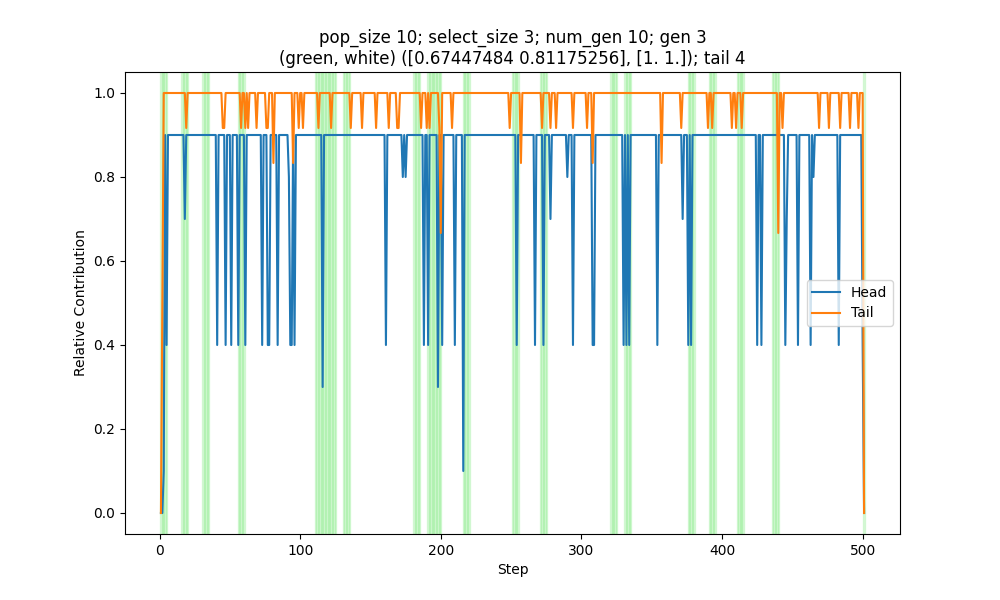 pop_size 10; select_size 3; num_gen 10; gen 3
(green, white) ([0.67447484 0.81175256], [1. 1.]); tail 4
1.0
0.8
0.6
0.4
0.2
0.0
Relative Contribution
Head
Tail
0 100 200 300 400 500
Step